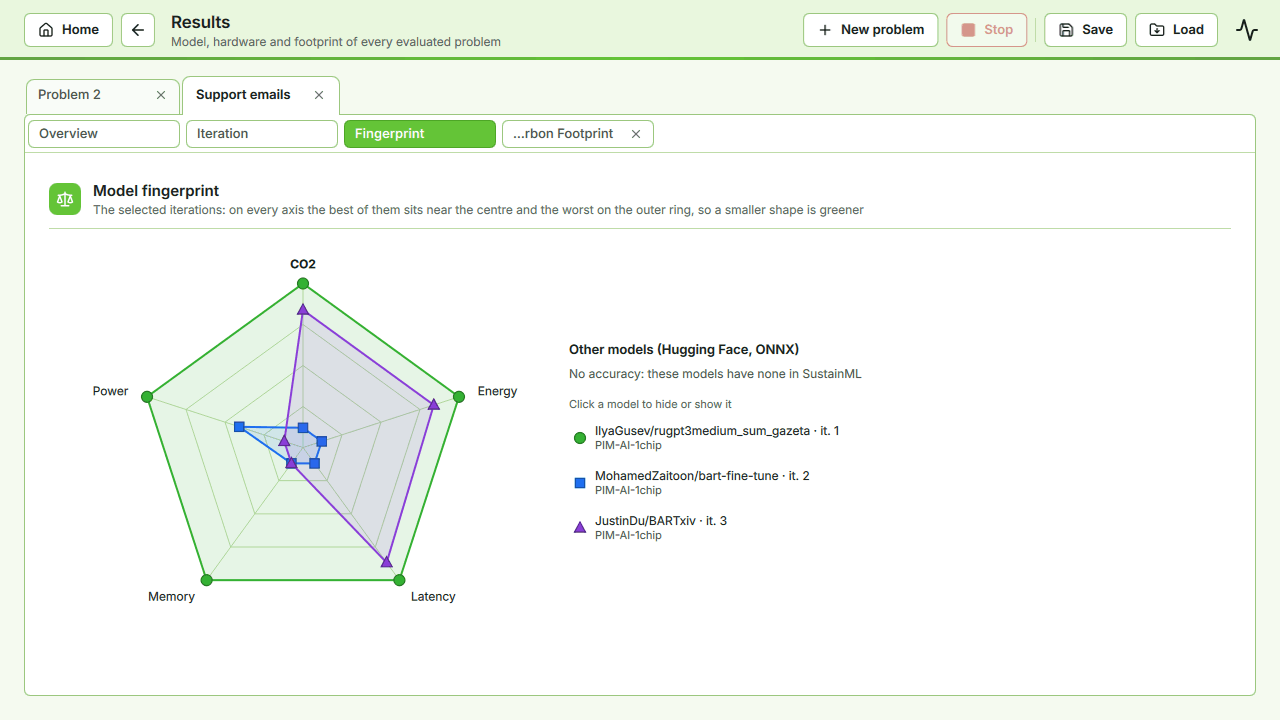 Home
Results
Model, hardware and footprint of every evaluated problem
New problem
Stop
Save
Load
Problem 2
Support emails
Overview
Iteration
Fingerprint
...rbon Footprint
Model fingerprint
The selected iterations: on every axis the best of them sits near the centre and the worst on the outer ring, so a smaller shape is greener
CO2
Power
Energy
Memory
Latency
Other models (Hugging Face, ONNX)
No accuracy: these models have none in SustainML
Click a model to hide or show it
IlyaGusev/rugpt3medium_sum_gazeta · it. 1
PIM-AI-1chip
MohamedZaitoon/bart-fine-tune · it. 2
PIM-AI-1chip
JustinDu/BARTxiv · it. 3
PIM-AI-1chip